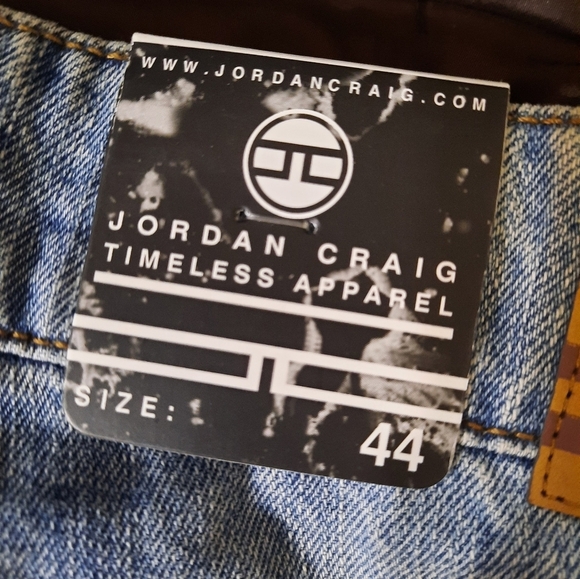 WWW.JORDANCRAIG.COM
JORDAN CRAIG
TIMELESS APPAREL
SIZE:
44